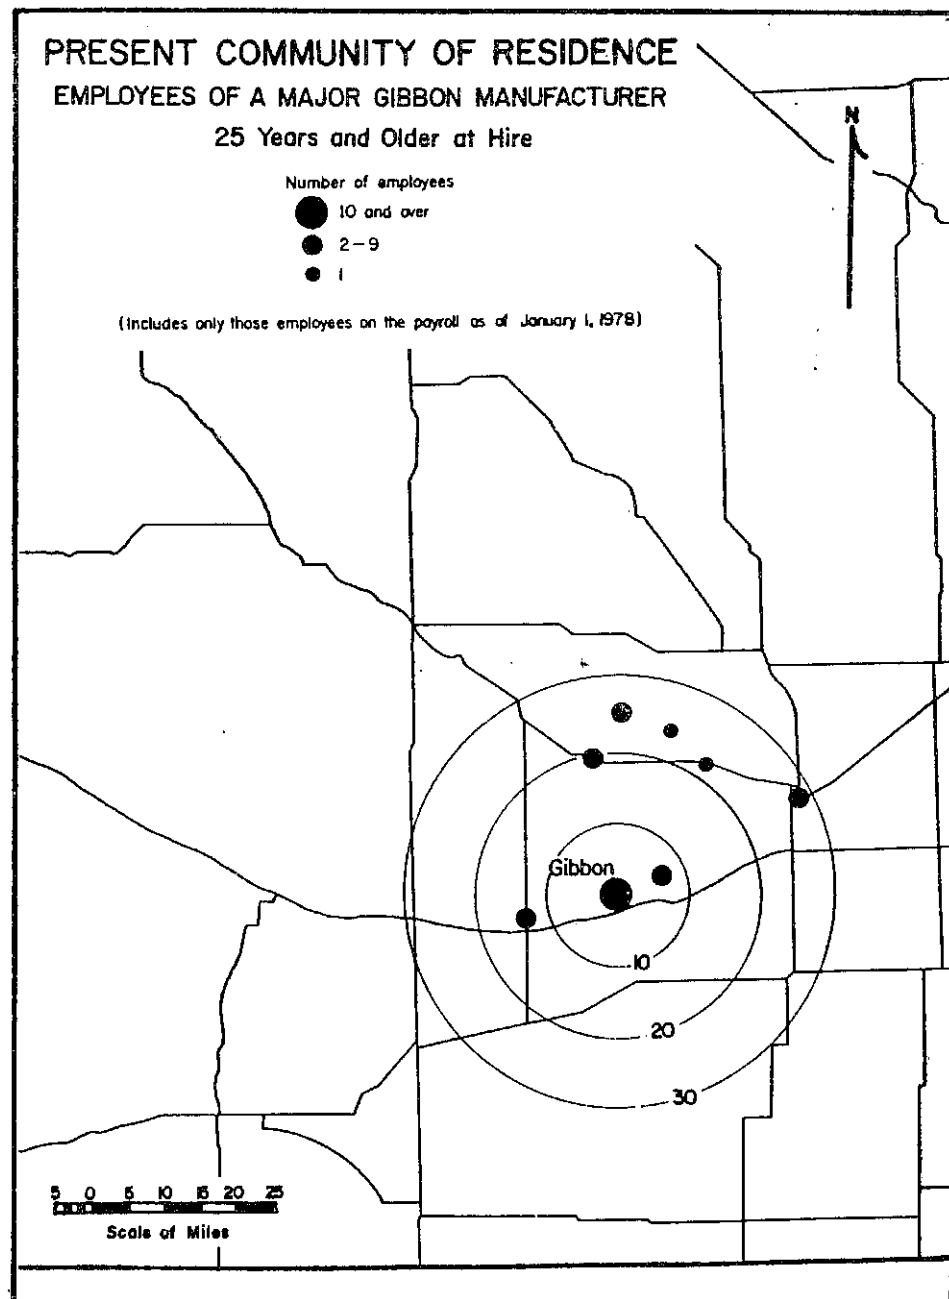 PRESENT COMMUNITY OF RESIDENCE
EMPLOYEES OF A MAJOR GIBBON MANUFACTURER
25 Years and Older at Hire
N
Number of employees
10 and over
2-9
1
(Includes only those employees on the payroll as of January 1, 1978)
Gibbon
10
20
30
5 0 5 10 15 20 25
Scale of Miles